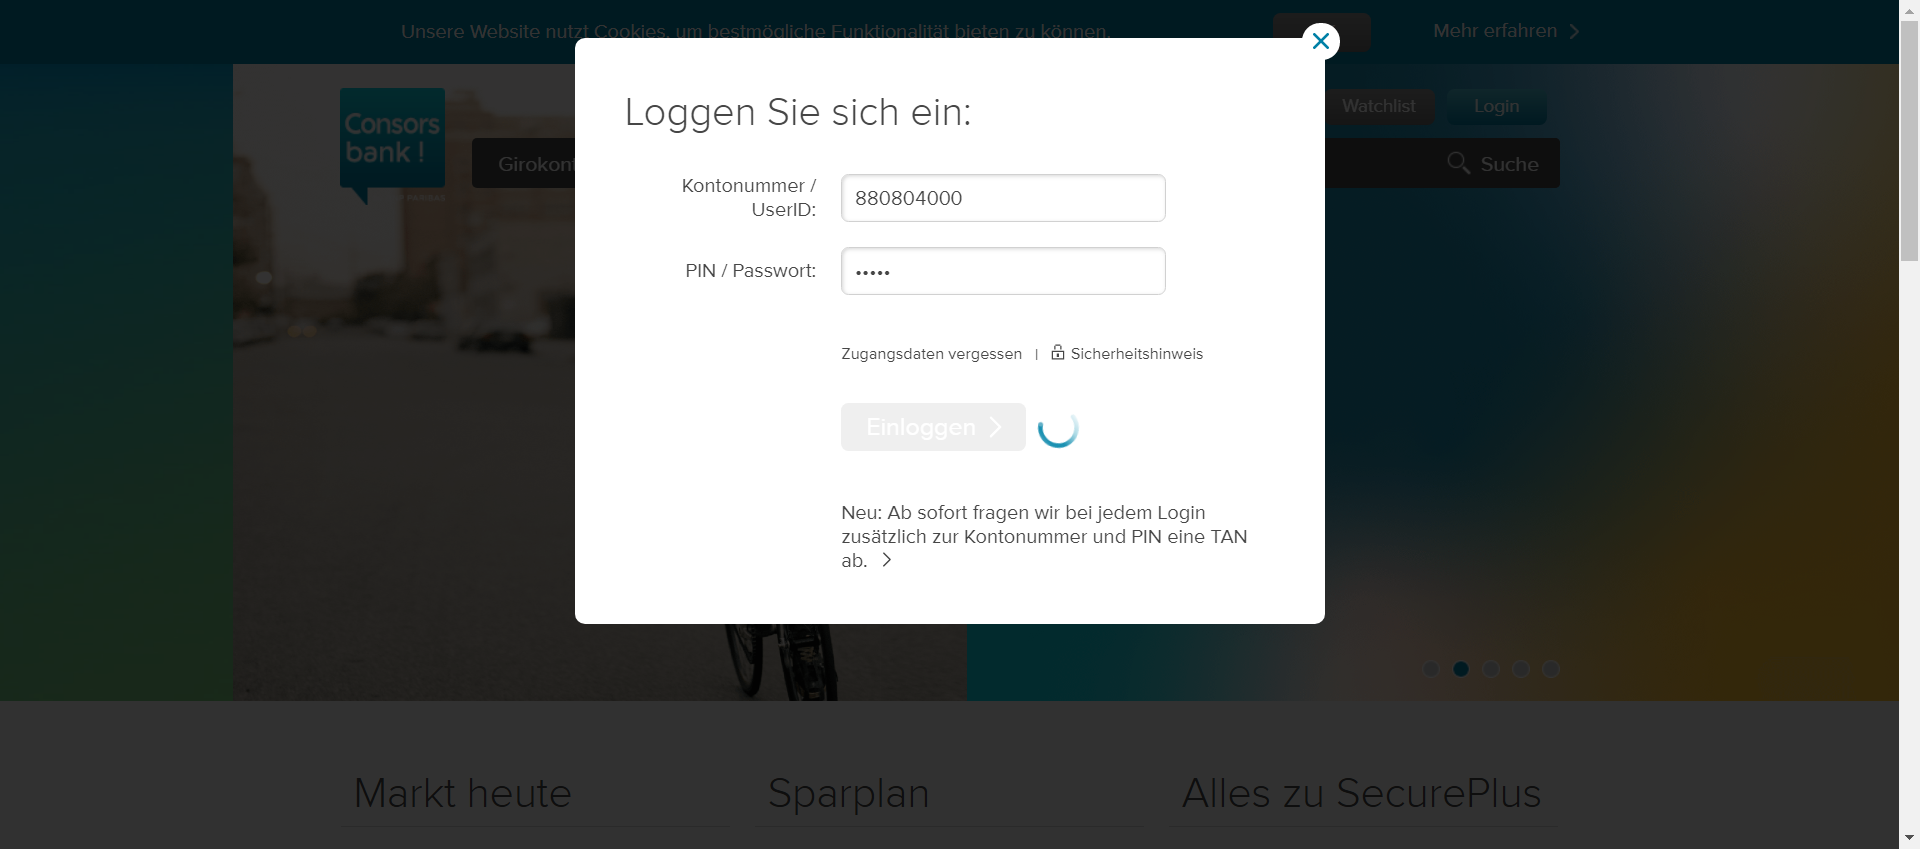 Unsere Website nutzt Cookies, um bestmögliche Funktionalität bieten zu können.
Mehr erfahren
Consors
bank!
Watchlist
Login
Girokont
Suche
Loggen Sie sich ein:
Kontonummer /
UserID:
880804000
PIN / Passwort:
•••••
Zugangsdaten vergessen | Sicherheitshinweis
Einloggen
Neu: Ab sofort fragen wir bei jedem Login
zusätzlich zur Kontonummer und PIN eine TAN
ab.
Markt heute
Sparplan
Alles zu SecurePlus